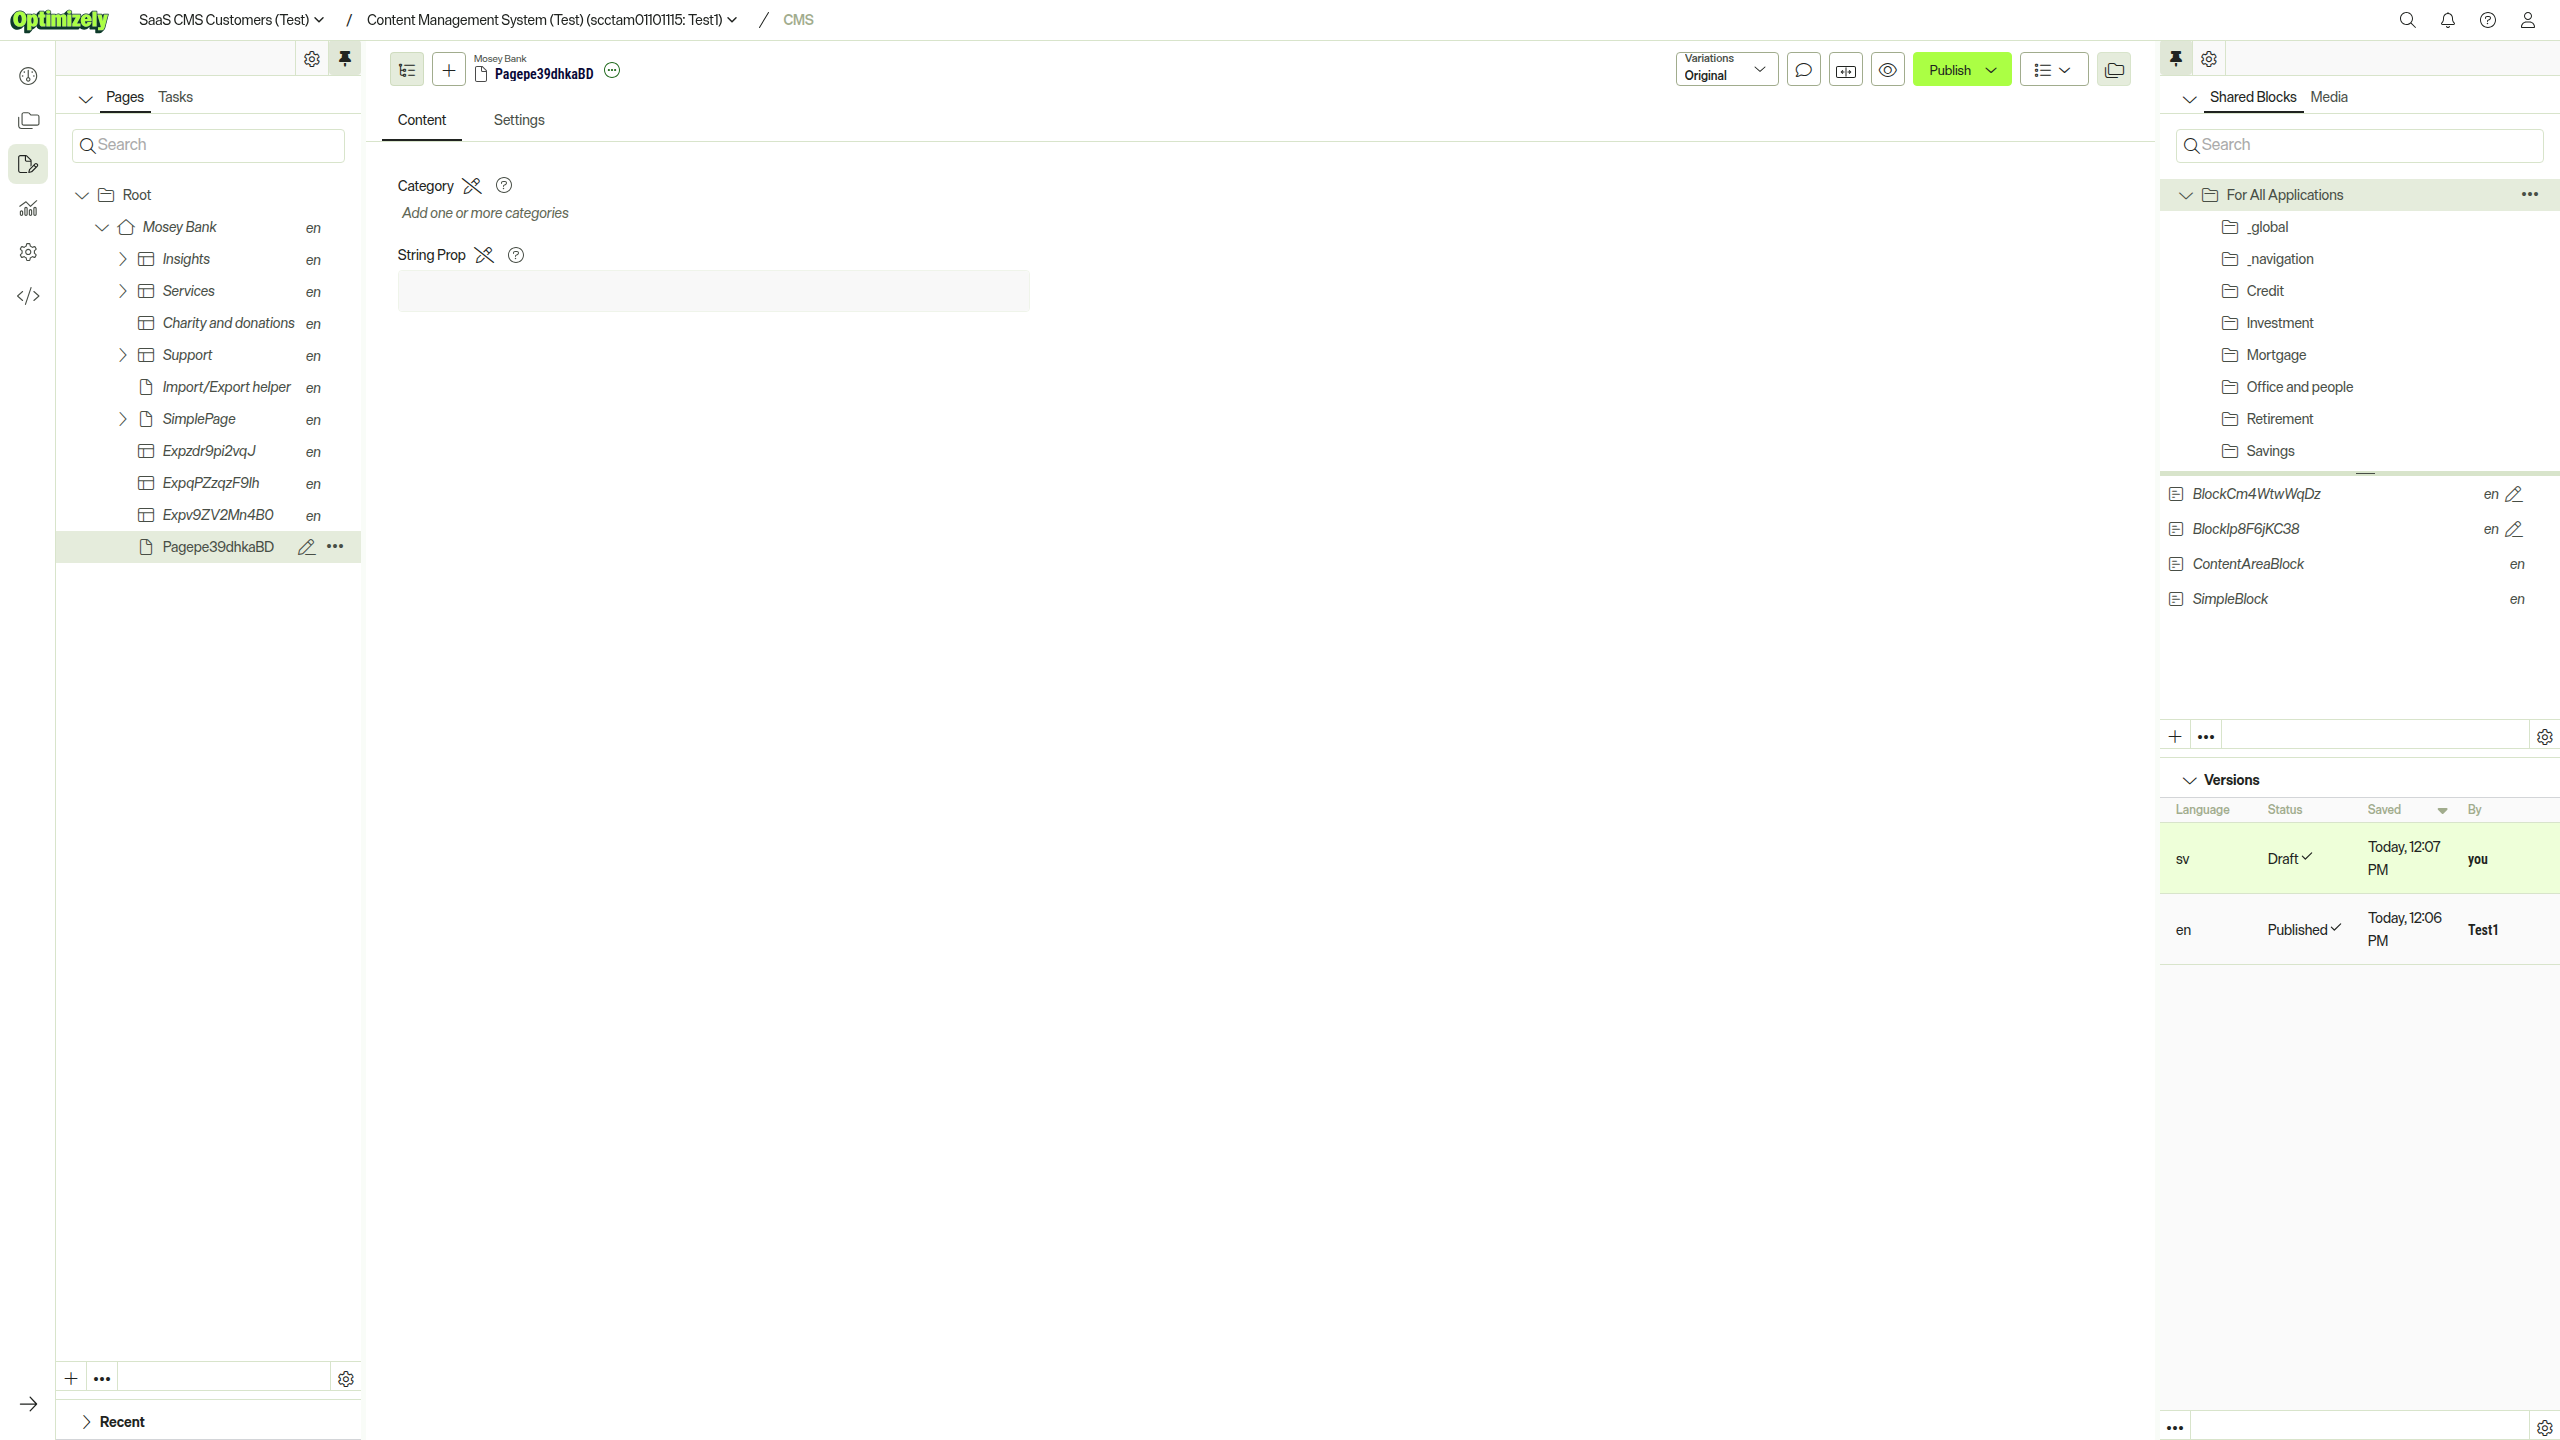 Optimizely
SaaS CMS Customers (Test)
/
Content Management System (Test) (scctam01101115: Test1)
/
CMS
Pages
Tasks
Search
Root
Mosey Bank en
Insights en
Services en
Charity and donations en
Support en
Import/Export helper en
SimplePage en
Expzdr9pi2vqJ en
ExpqPZzqzF9Ih en
Expv9ZV2Mn4B0 en
Pagepe39dhkaBD
Recent
Mosey Bank
Pagepe39dhkaBD
Variations
Original
Publish
Content
Settings
Category
Add one or more categories
String Prop
Shared Blocks
Media
Search
For All Applications
_global
_navigation
Credit
Investment
Mortgage
Office and people
Retirement
Savings
BlockCm4WtwWqDz en
BlockIp8F6jKC38 en
ContentAreaBlock en
SimpleBlock en
Versions
Language Status Saved By
sv Draft Today, 12:07 PM you
en Published Today, 12:06 PM Test1